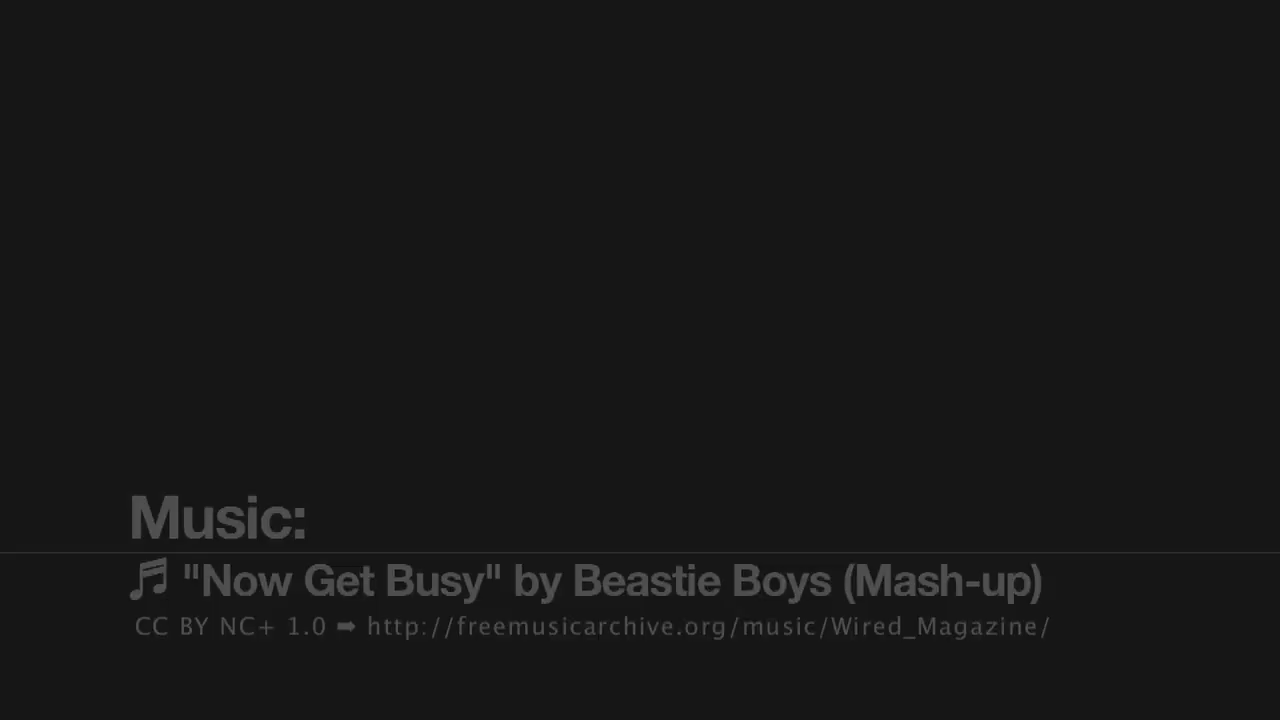 Music:
♫ "Now Get Busy" by Beastie Boys (Mash-up)
CC BY NC+ 1.0 ➡ http://freemusicarchive.org/music/Wired_Magazine/